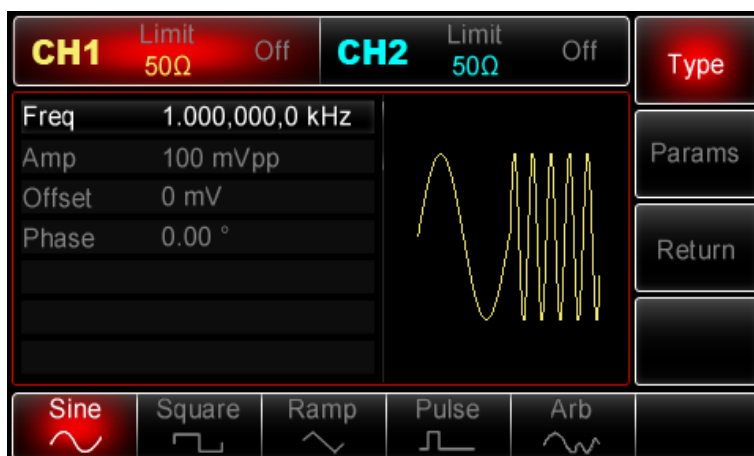 CH1 Limit 50Ω Off CH2 Limit 50Ω Off
Type
Freq 1.000,000,0 kHz
Amp 100 mVpp
Params
Offset 0 mV
Phase 0.00 °
Return
Sine Square Ramp Pulse Arb